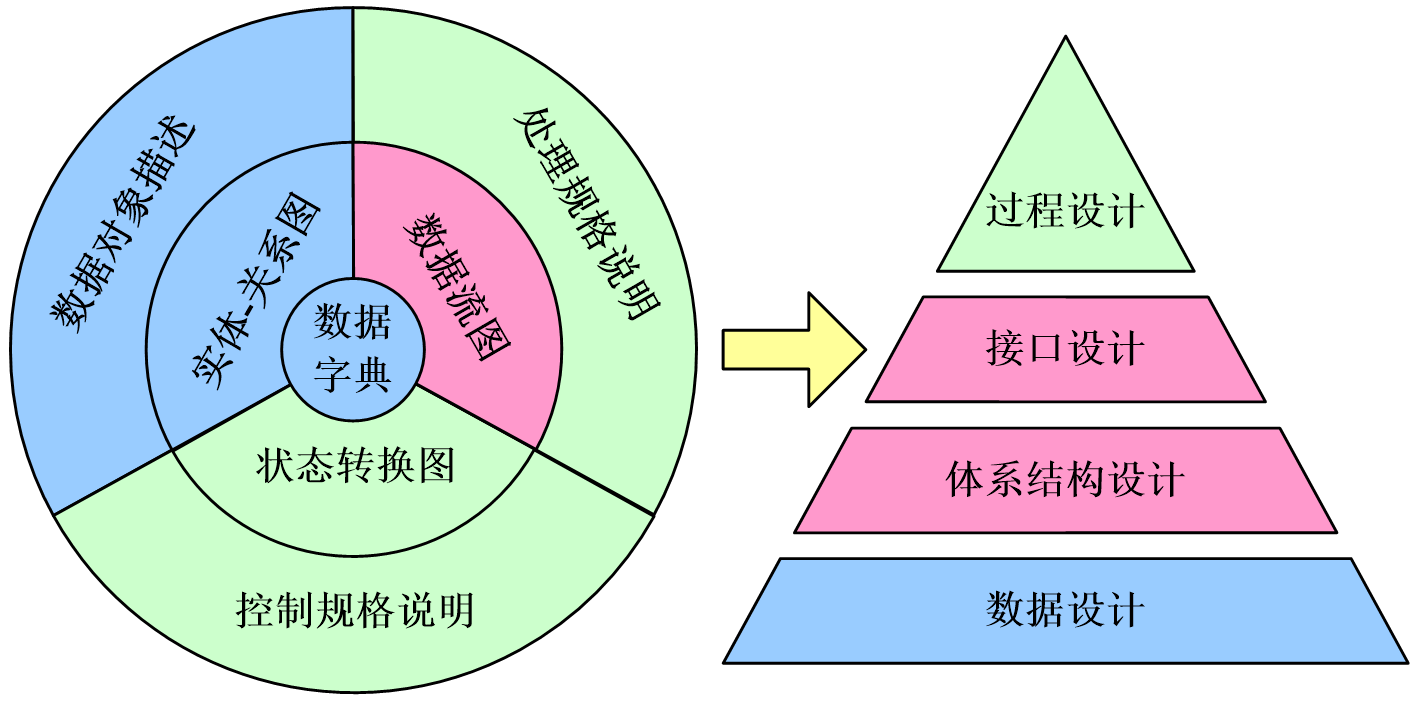 数据对象描述
处理规格说明
实体-关系图
数据流图
数据
字典
状态转换图
控制规格说明
过程设计
接口设计
体系结构设计
数据设计